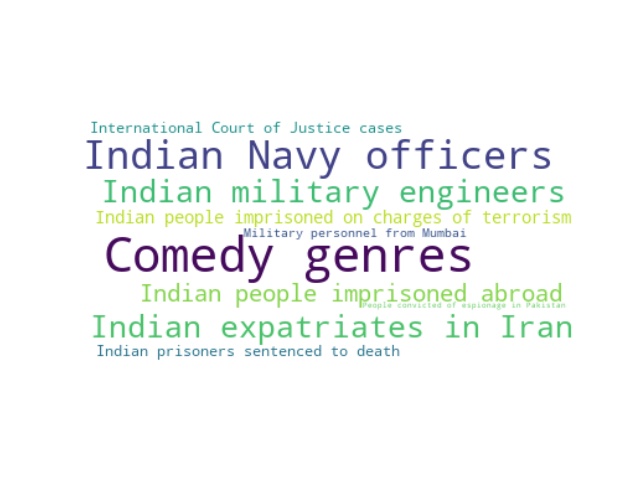 International Court of Justice cases
Indian Navy officers
Indian military engineers
Indian people imprisoned on charges of terrorism
Military personnel from Mumbai
Comedy genres
Indian people imprisoned abroad
People convicted of espionage in Pakistan
Indian expatriates in Iran
Indian prisoners sentenced to death